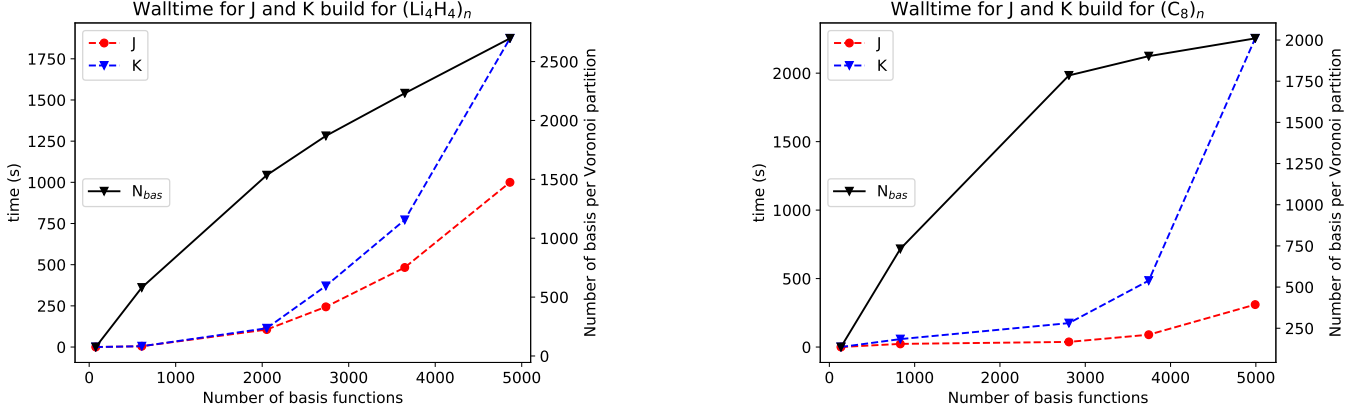 Walltime for J and K build for (Li₄H₄)ₙ
J
K
N_bas
time (s)
1750
1500
1250
1000
750
500
250
0
2500
2000
1500
1000
500
0
Number of basis per Voronoi partition
0 1000 2000 3000 4000 5000
Number of basis functions
Walltime for J and K build for (C₈)ₙ
J
K
N_bas
time (s)
2000
1500
1000
500
0
2000
1750
1500
1250
1000
750
500
250
Number of basis per Voronoi partition
0 1000 2000 3000 4000 5000
Number of basis functions